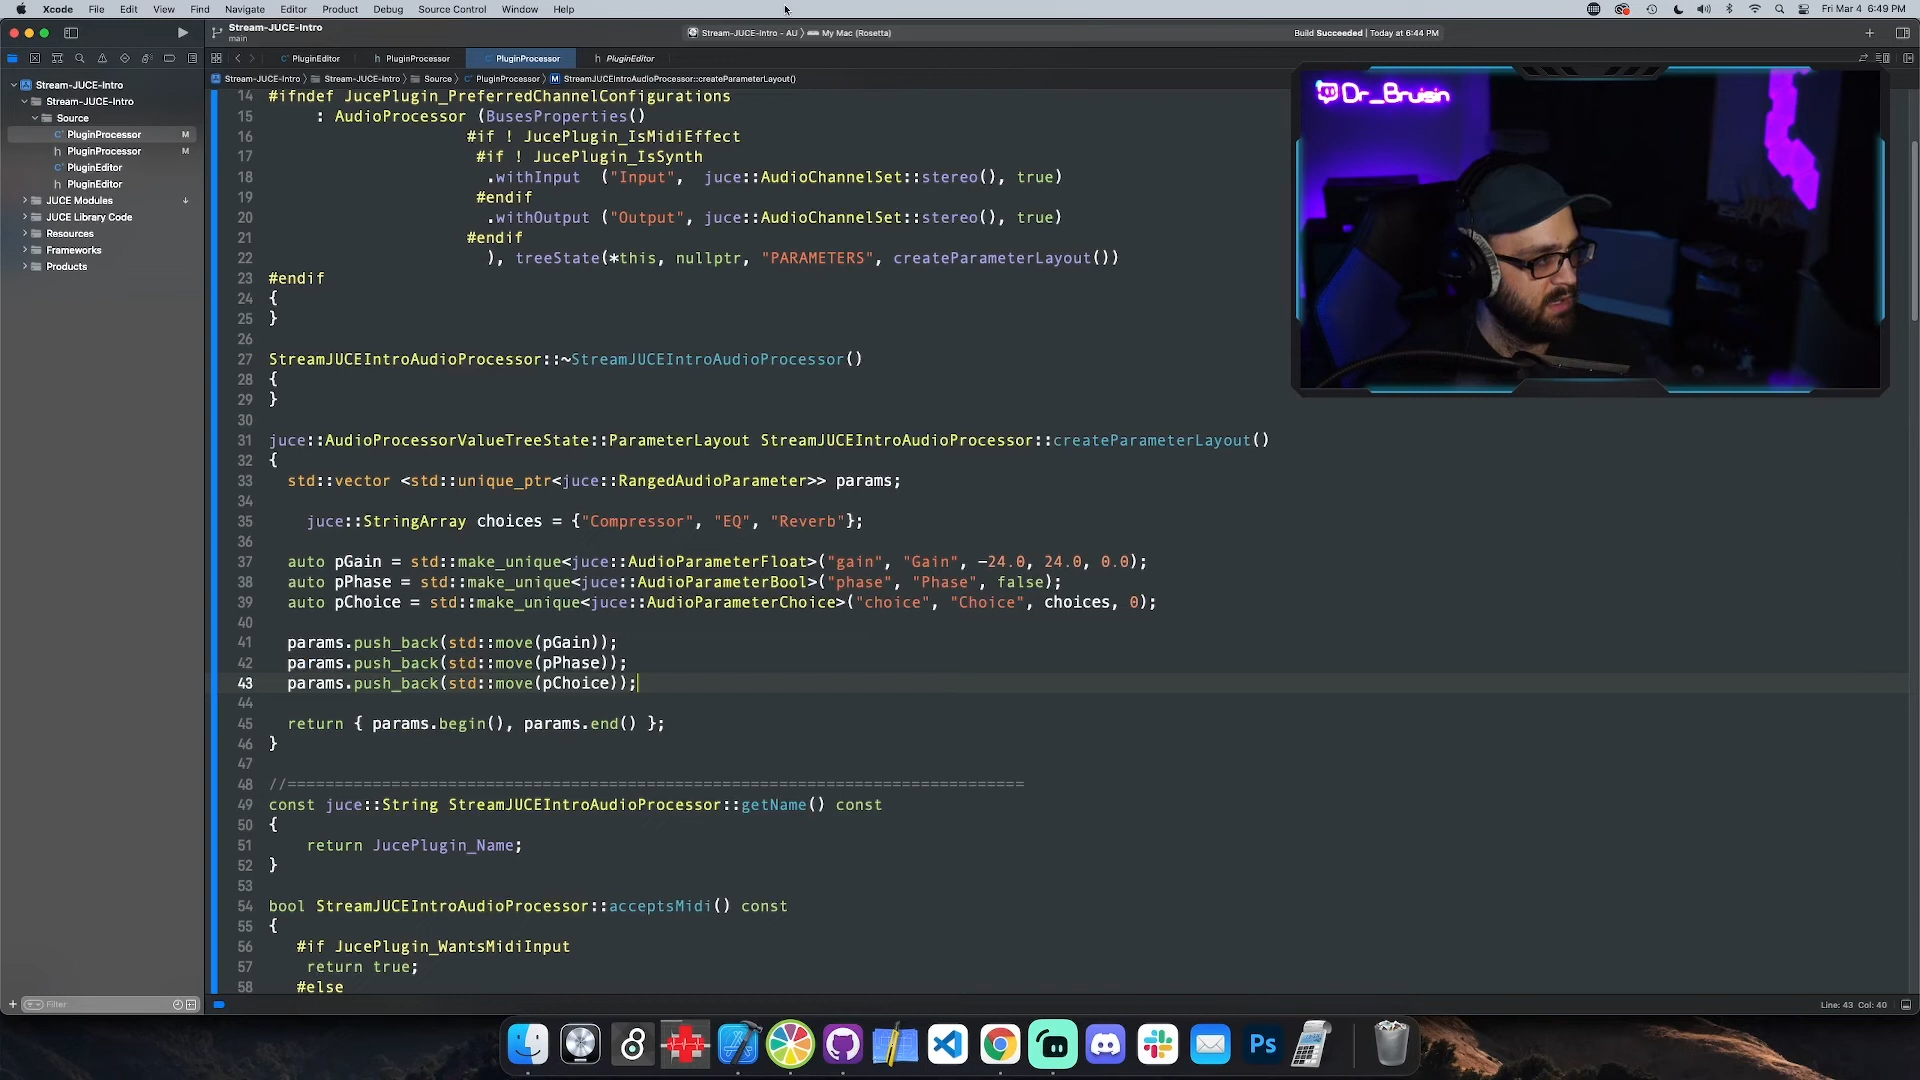 Xcode File Edit View Find Navigate Editor Product Debug Source Control Window Help
Fri Mar 4 6:49 PM
Stream-JUCE-Intro
main
Stream-JUCE-Intro - AU 〉 My Mac (Rosetta)
Build Succeeded | Today at 6:44 PM
PluginEditor PluginProcessor PluginProcessor PluginEditor
Stream-JUCE-Intro 〉 Stream-JUCE-Intro 〉 Source 〉 PluginProcessor 〉 M StreamJUCEIntroAudioProcessor::createParameterLayout()
Stream-JUCE-Intro
Stream-JUCE-Intro
Source
PluginProcessor M
PluginProcessor M
PluginEditor
PluginEditor
JUCE Modules
JUCE Library Code
Resources
Frameworks
Products
14 #ifndef JucePlugin_PreferredChannelConfigurations
15 : AudioProcessor (BusesProperties()
16 #if ! JucePlugin_IsMidiEffect
17 #if ! JucePlugin_IsSynth
18 .withInput ("Input", juce::AudioChannelSet::stereo(), true)
19 #endif
20 .withOutput ("Output", juce::AudioChannelSet::stereo(), true)
21 #endif
22 ), treeState(*this, nullptr, "PARAMETERS", createParameterLayout())
23 #endif
24 {
25 }
26
27 StreamJUCEIntroAudioProcessor::~StreamJUCEIntroAudioProcessor()
28 {
29 }
30
31 juce::AudioProcessorValueTreeState::ParameterLayout StreamJUCEIntroAudioProcessor::createParameterLayout()
32 {
33 std::vector <std::unique_ptr<juce::RangedAudioParameter>> params;
34
35 juce::StringArray choices = {"Compressor", "EQ", "Reverb"};
36
37 auto pGain = std::make_unique<juce::AudioParameterFloat>("gain", "Gain", -24.0, 24.0, 0.0);
38 auto pPhase = std::make_unique<juce::AudioParameterBool>("phase", "Phase", false);
39 auto pChoice = std::make_unique<juce::AudioParameterChoice>("choice", "Choice", choices, 0);
40
41 params.push_back(std::move(pGain));
42 params.push_back(std::move(pPhase));
43 params.push_back(std::move(pChoice));
44
45 return { params.begin(), params.end() };
46 }
47
48 //==============================================================================
49 const juce::String StreamJUCEIntroAudioProcessor::getName() const
50 {
51 return JucePlugin_Name;
52 }
53
54 bool StreamJUCEIntroAudioProcessor::acceptsMidi() const
55 {
56 #if JucePlugin_WantsMidiInput
57 return true;
58 #else
Dr_Bruisin
Filter
Line: 43 Col: 40
Ps